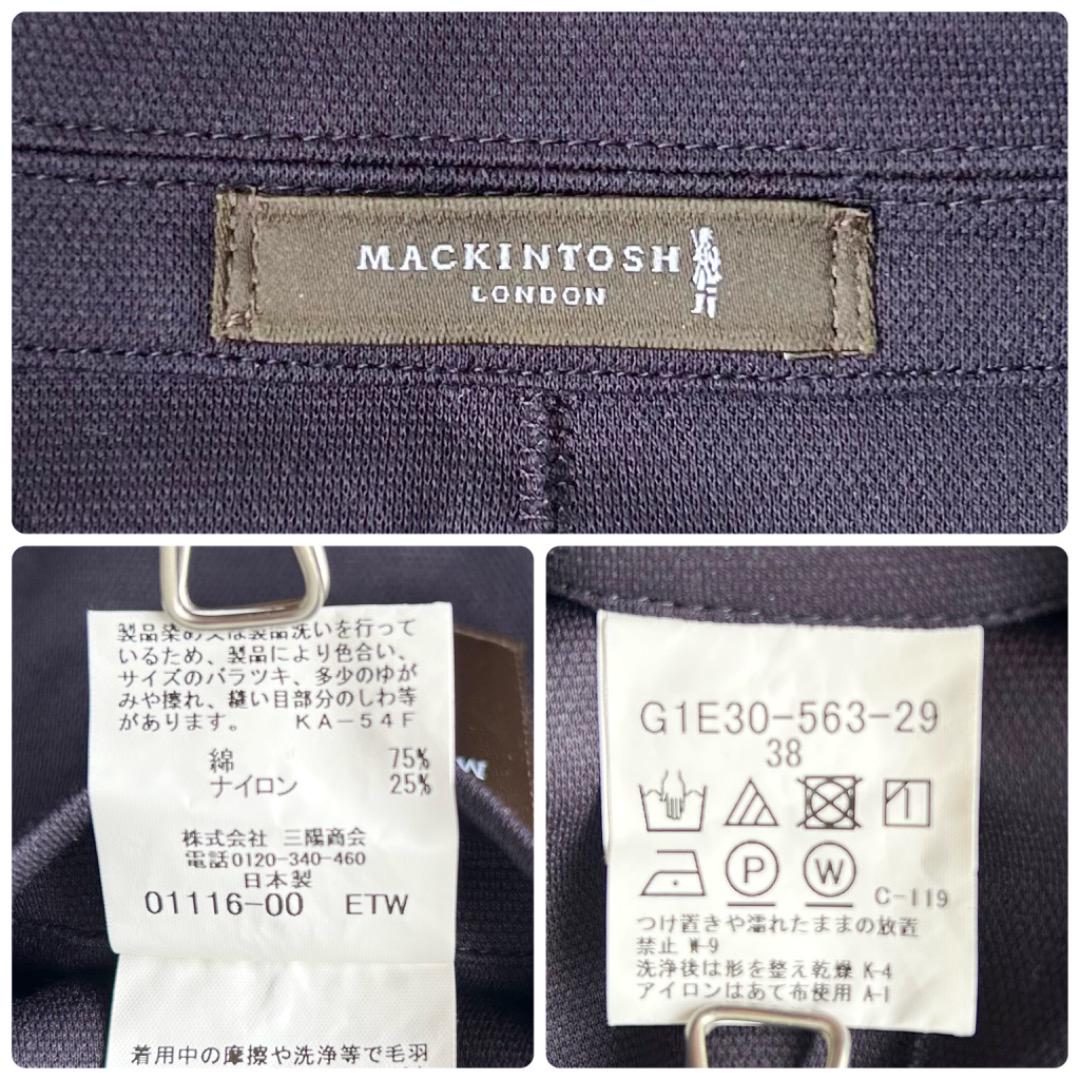 MACKINTOSH
LONDON
製品染め又は製品洗いを行って
いるため、製品により色合い、
サイズのバラツキ、多少のゆが
みや擦れ、縫い目部分のしわ等
があります。 KA-54F
綿 75%
ナイロン 25%
株式会社 三陽商会
電話0120-340-460
日本製
01116-00 ETW
着用中の摩擦や洗浄等で毛羽
G1E30-563-29
38
P
W
C-119
つけ置きや濡れたままの放置
禁止 W-9
洗浄後は形を整え乾燥 K-4
アイロンはあて布使用 A-1